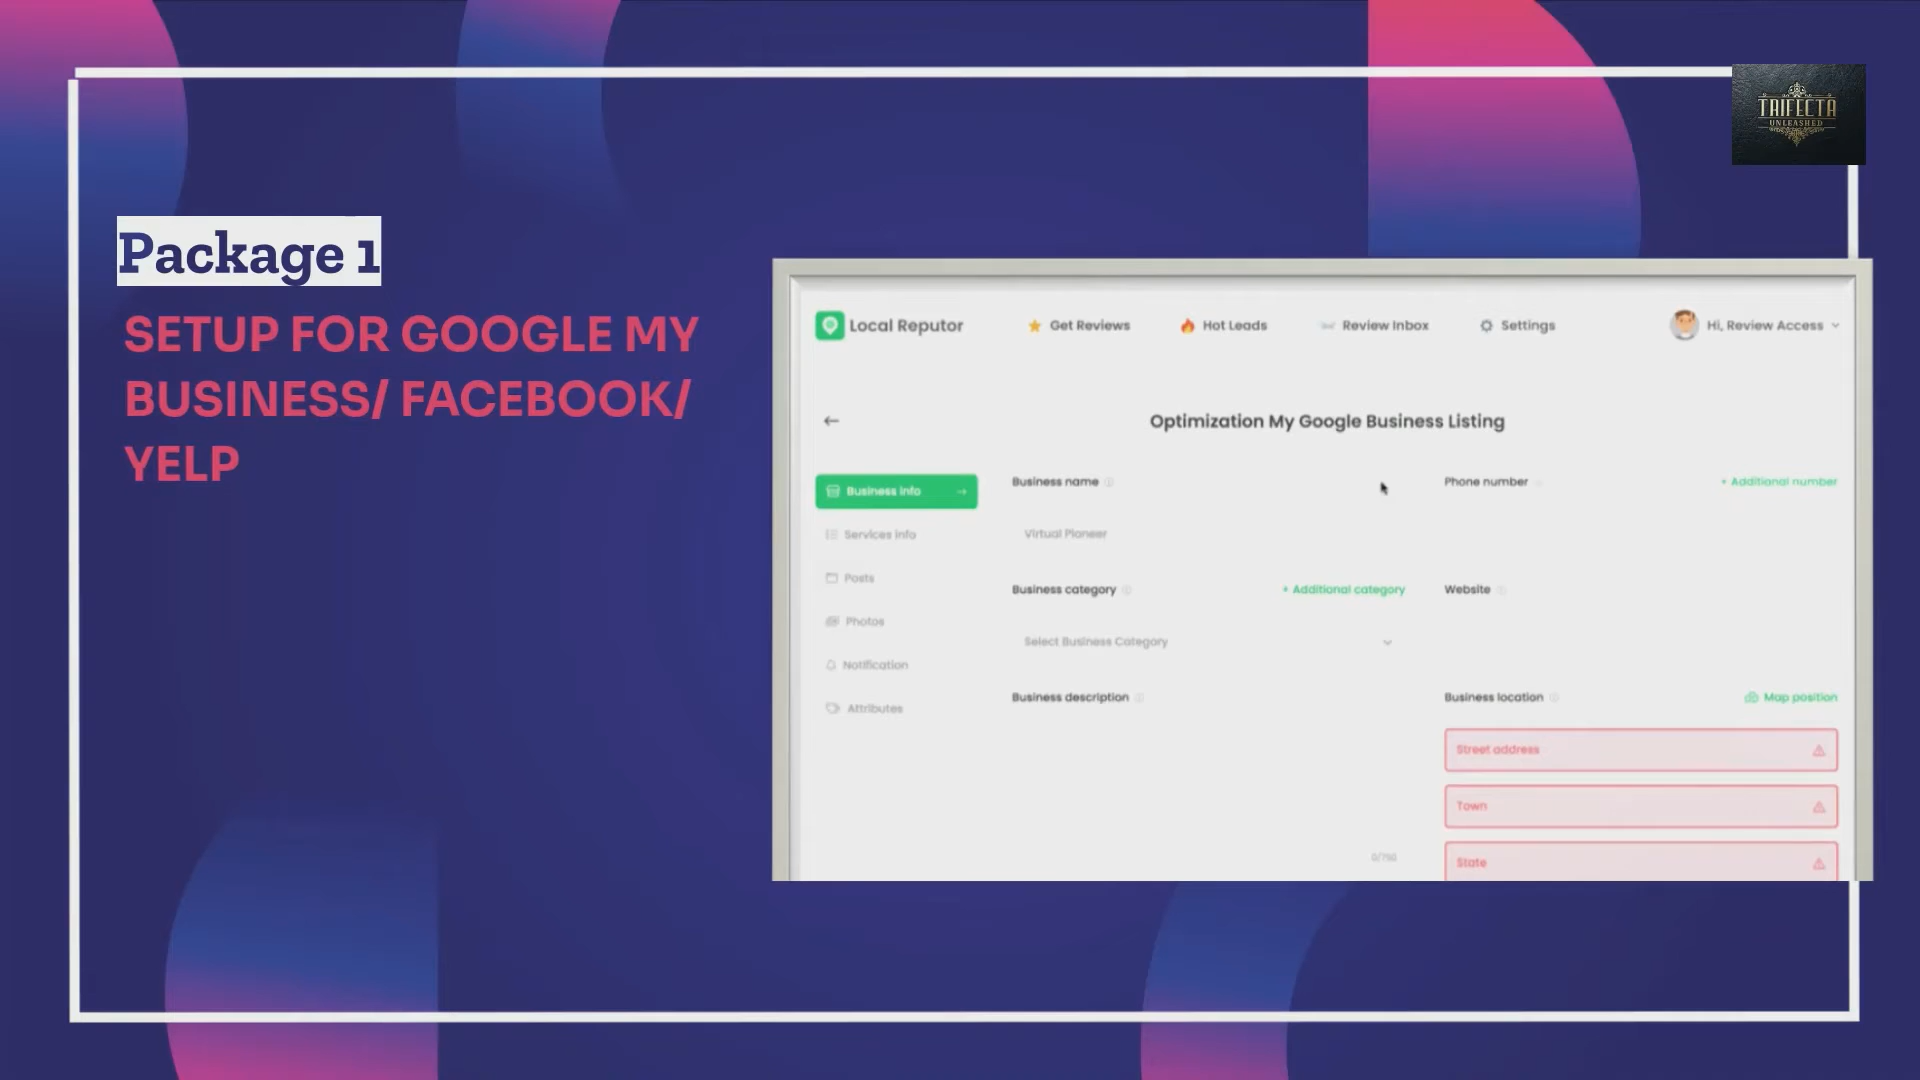 TRIFECTA
UNLEASHED
Package 1
SETUP FOR GOOGLE MY
BUSINESS/ FACEBOOK/
YELP
Local Reputor
Get Reviews
Hot Leads
Review Inbox
Settings
Hi, Review Access
Optimization My Google Business Listing
Business info
Services info
Posts
Photos
Notification
Attributes
Business name
Virtual Pioneer
Phone number
+ Additional number
Business category
+ Additional category
Select Business Category
Website
Business description
0/750
Business location
Map position
Street address
Town
State